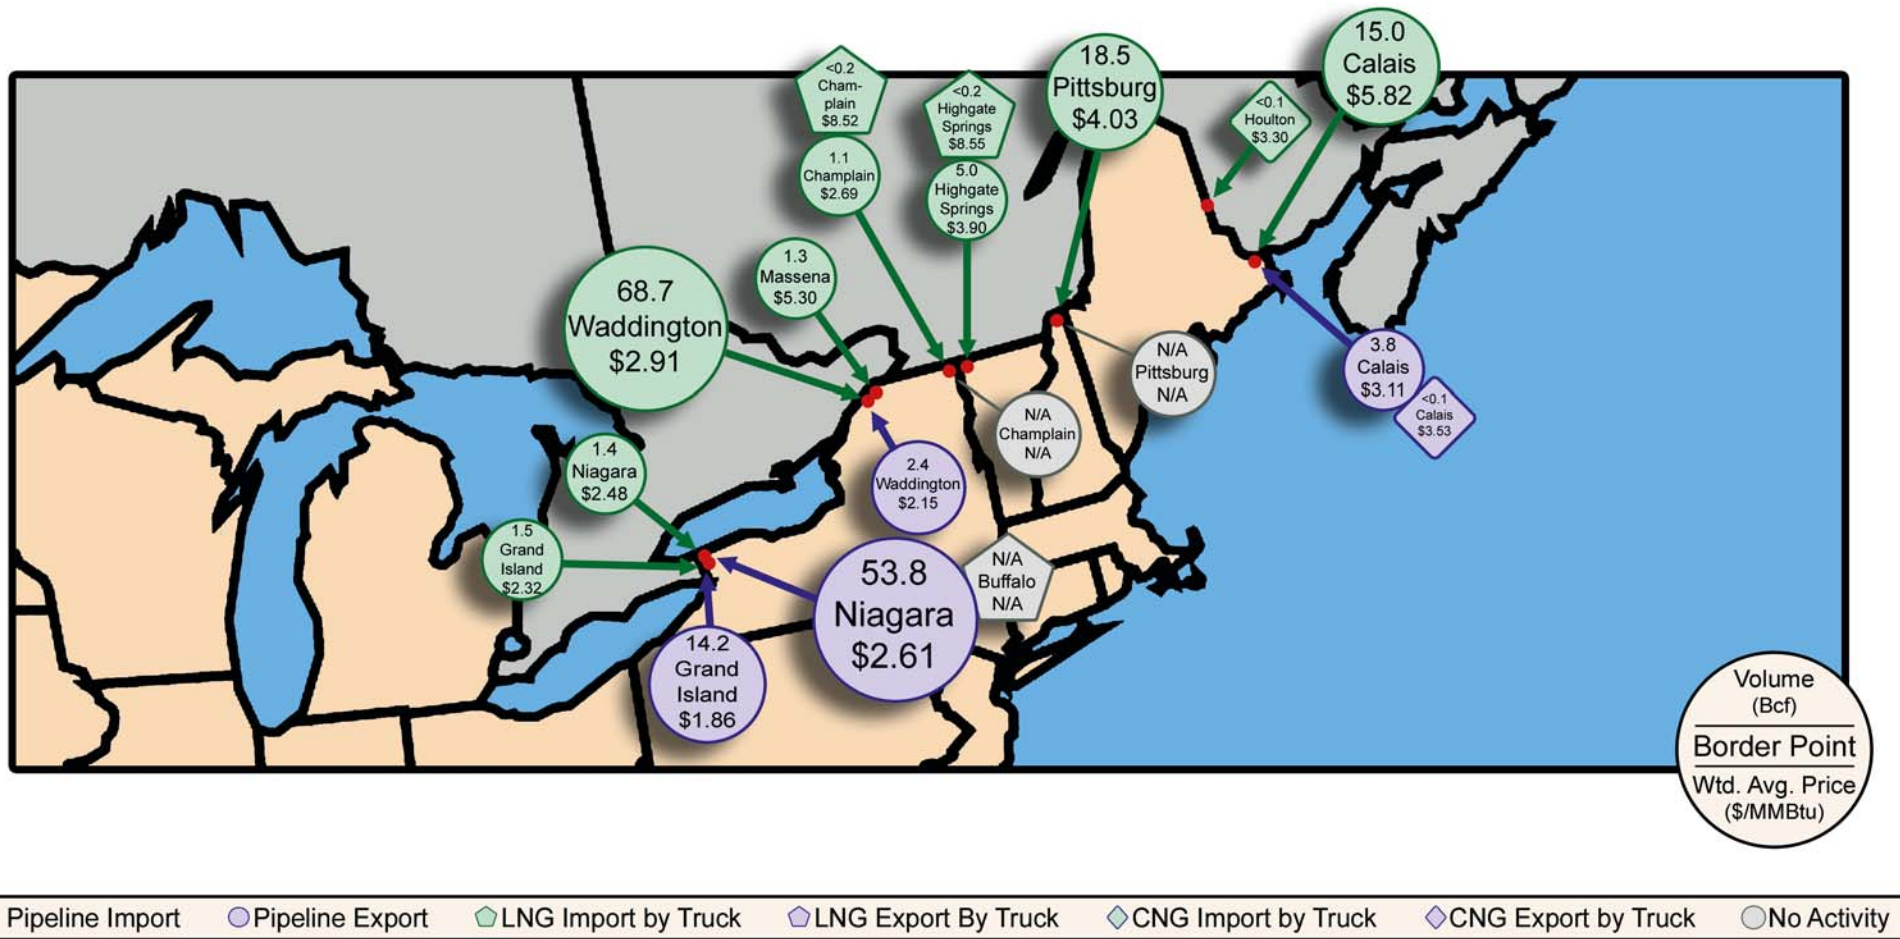 15.0
Calais
$5.82
18.5
Pittsburg
$4.03
<0.2
Cham-
plain
$8.52
<0.2
Highgate
Springs
$8.55
<0.1
Houlton
$3.30
1.1
Champlain
$2.69
5.0
Highgate
Springs
$3.90
1.3
Massena
$5.30
68.7
Waddington
$2.91
N/A
Pittsburg
N/A
3.8
Calais
$3.11
<0.1
Calais
$3.53
N/A
Champlain
N/A
1.4
Niagara
$2.48
2.4
Waddington
$2.15
1.5
Grand
Island
$2.32
53.8
Niagara
$2.61
N/A
Buffalo
N/A
14.2
Grand
Island
$1.86
Volume
(Bcf)
Border Point
Wtd. Avg. Price
($/MMBtu)
Pipeline Import
Pipeline Export
LNG Import by Truck
LNG Export By Truck
CNG Import by Truck
CNG Export by Truck
No Activity